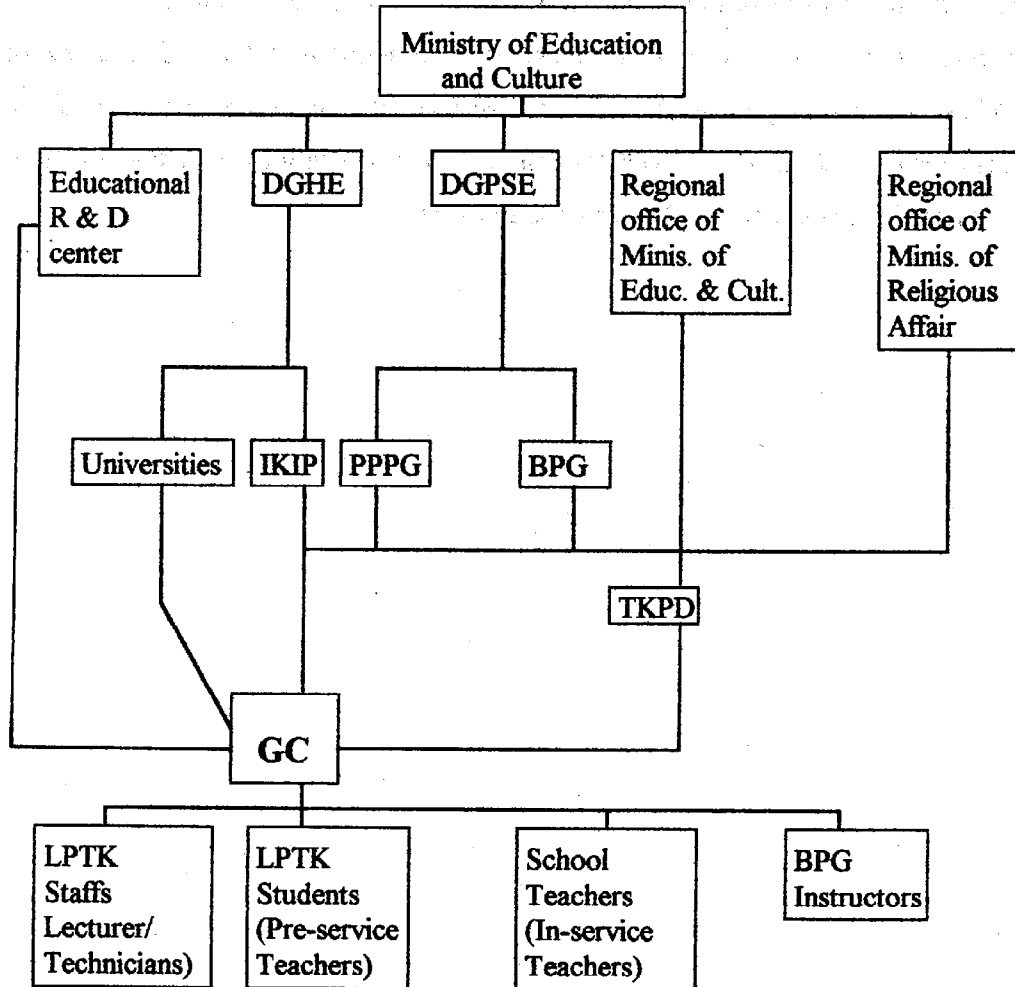 Ministry of Education
and Culture
Educational
R & D
center
DGHE
DGPSE
Regional
office of
Minis. of
Educ. & Cult.
Regional
office of
Minis. of
Religious
Affair
Universities
IKIP
PPPG
BPG
TKPD
GC
LPTK
Staffs
Lecturer/
Technicians)
LPTK
Students
(Pre-service
Teachers)
School
Teachers
(In-service
Teachers)
BPG
Instructors